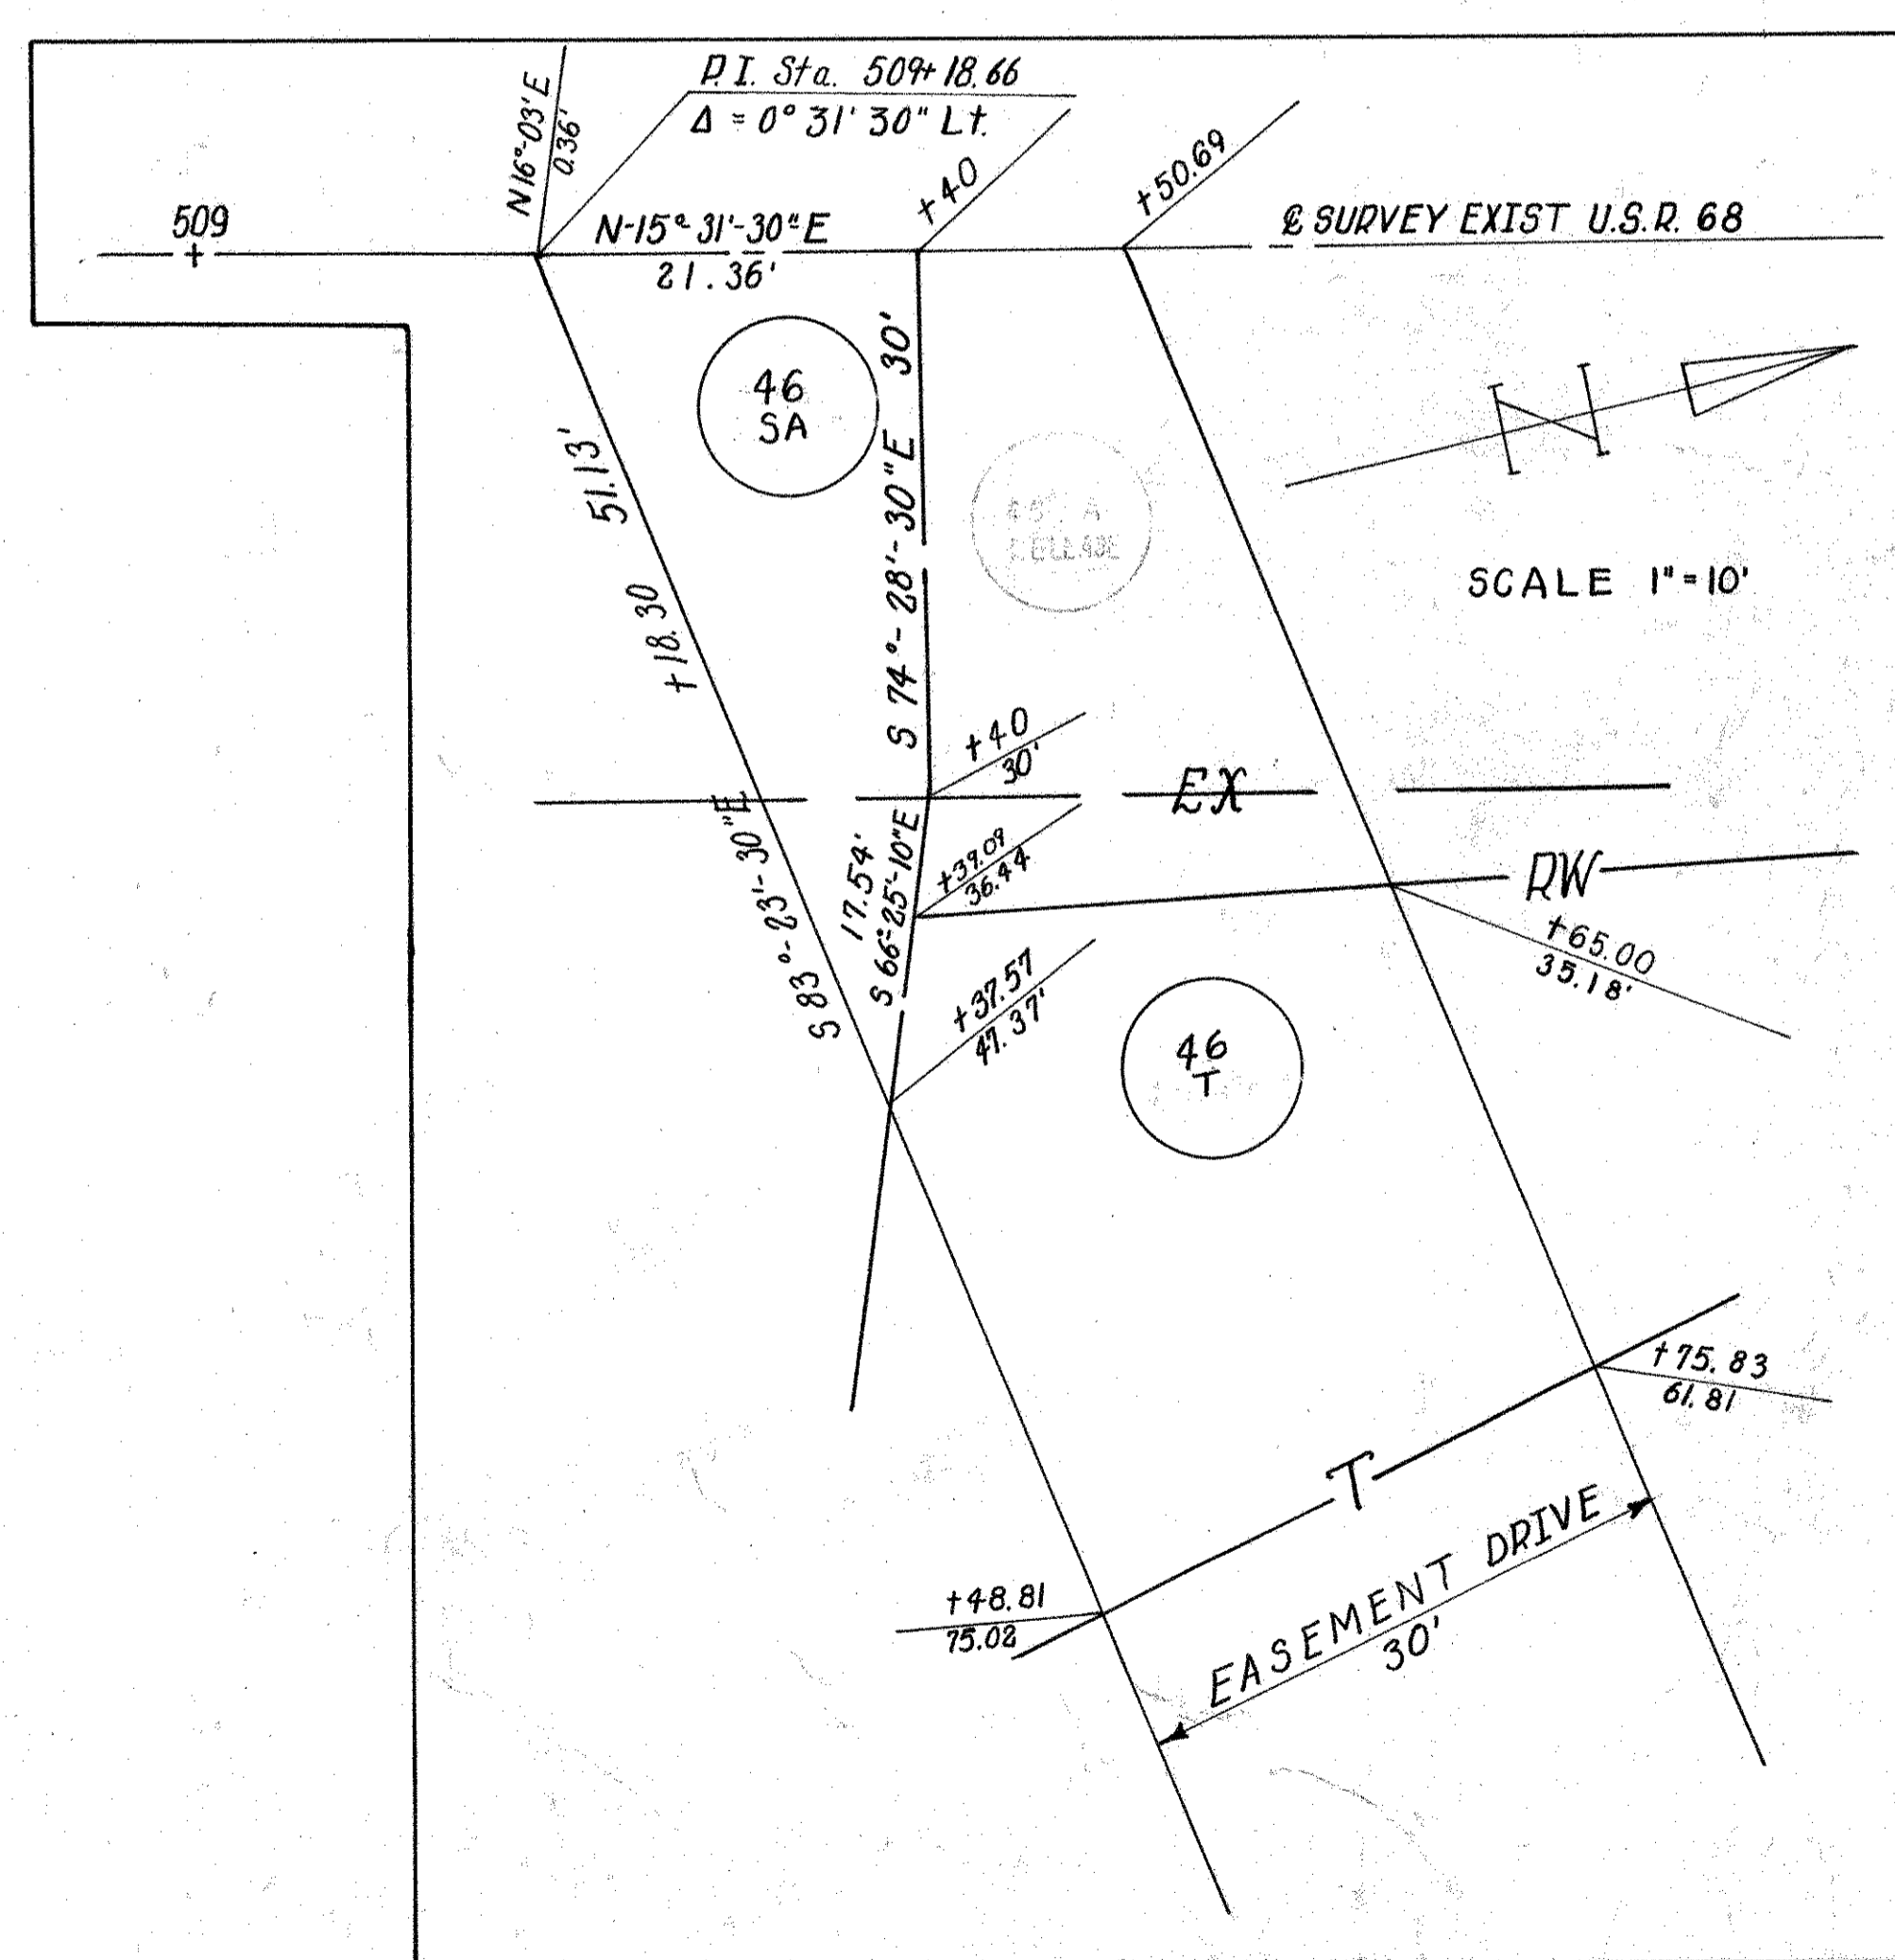 P.I. Sta. 509+18.66
Δ = 0° 31' 30" Lt.
N 16°-03' E
0.36'
509
N-15°-31'-30" E
21.36'
+40
+50.69
℄ SURVEY EXIST U.S.R. 68
46
SA
S 74°-28'-30" E 30'
51.13'
+18.30
S 83°-23'-30" E
N
SCALE 1" = 10'
+40
30'
EX
17.54'
S 66°-25'-10" E
+39.09
36.44
RW
+65.00
35.18'
+37.57
47.37'
46
T
+75.83
61.81
T
+48.81
75.02
EASEMENT DRIVE
30'